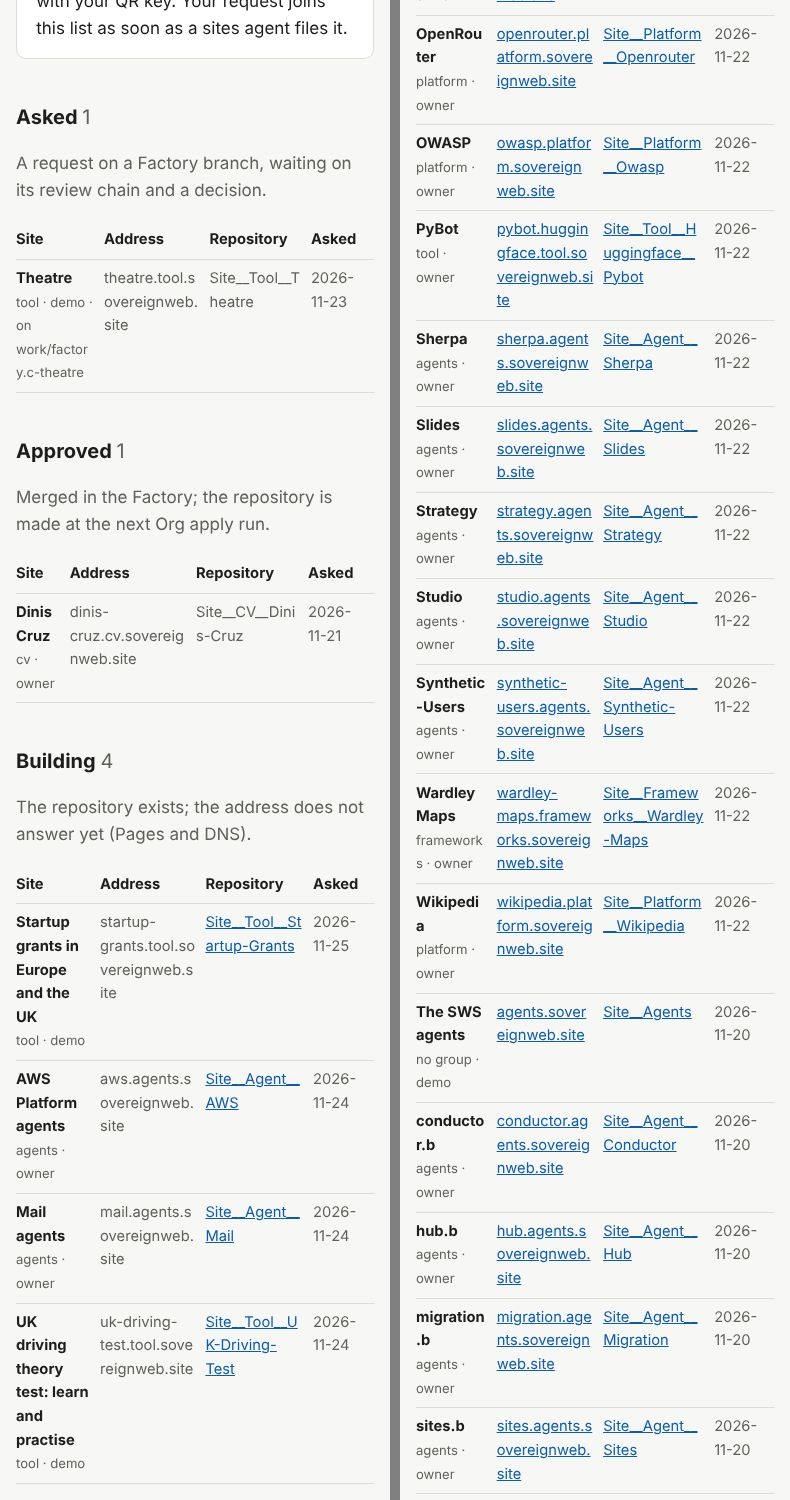 with your QR key. Your request joins
this list as soon as a sites agent files it.
Asked 1
A request on a Factory branch, waiting on
its review chain and a decision.
Site Address Repository Asked
Theatre theatre.tool.s Site__Tool__T 2026-
tool · demo · overeignweb. heatre 11-23
on site
work/factor
y.c-theatre
Approved 1
Merged in the Factory; the repository is
made at the next Org apply run.
Site Address Repository Asked
Dinis dinis- Site__CV__Dini 2026-
Cruz cruz.cv.sovereig s-Cruz 11-21
cv · nweb.site
owner
Building 4
The repository exists; the address does not
answer yet (Pages and DNS).
Site Address Repository Asked
Startup startup- Site__Tool__St 2026-
grants in grants.tool.so artup-Grants 11-25
Europe vereignweb.s
and the ite
UK
tool · demo
AWS aws.agents.s Site__Agent__ 2026-
Platform overeignweb. AWS 11-24
agents site
agents ·
owner
Mail mail.agents.s Site__Agent__ 2026-
agents overeignweb. Mail 11-24
agents · site
owner
UK uk-driving- Site__Tool__U 2026-
driving test.tool.sove K-Driving- 11-24
theory reignweb.site Test
test: learn
and
practise
tool · demo
OpenRou openrouter.pl Site__Platform 2026-
ter atform.sovere __Openrouter 11-22
platform · ignweb.site
owner
OWASP owasp.platfor Site__Platform 2026-
platform · m.sovereign __Owasp 11-22
owner web.site
PyBot pybot.huggin Site__Tool__H 2026-
tool · gface.tool.so uggingface__ 11-22
owner vereignweb.si Pybot
te
Sherpa sherpa.agent Site__Agent__ 2026-
agents · s.sovereignw Sherpa 11-22
owner eb.site
Slides slides.agents. Site__Agent__ 2026-
agents · sovereignwe Slides 11-22
owner b.site
Strategy strategy.agen Site__Agent__ 2026-
agents · ts.sovereignw Strategy 11-22
owner eb.site
Studio studio.agents Site__Agent__ 2026-
agents · .sovereignwe Studio 11-22
owner b.site
Synthetic synthetic- Site__Agent__ 2026-
-Users users.agents. Synthetic- 11-22
agents · sovereignwe Users
owner b.site
Wardley wardley- Site__Framew 2026-
Maps maps.framew orks__Wardley 11-22
framework orks.sovereig -Maps
s · owner nweb.site
Wikipedi wikipedia.plat Site__Platform 2026-
a form.sovereig __Wikipedia 11-22
platform · nweb.site
owner
The SWS agents.sover Site__Agents 2026-
agents eignweb.site 11-20
no group ·
demo
conducto conductor.ag Site__Agent__ 2026-
r.b ents.sovereig Conductor 11-20
agents · nweb.site
owner
hub.b hub.agents.s Site__Agent__ 2026-
agents · overeignweb. Hub 11-20
owner site
migration migration.age Site__Agent__ 2026-
.b nts.sovereign Migration 11-20
agents · web.site
owner
sites.b sites.agents.s Site__Agent__ 2026-
agents · overeignweb. Sites 11-20
owner site